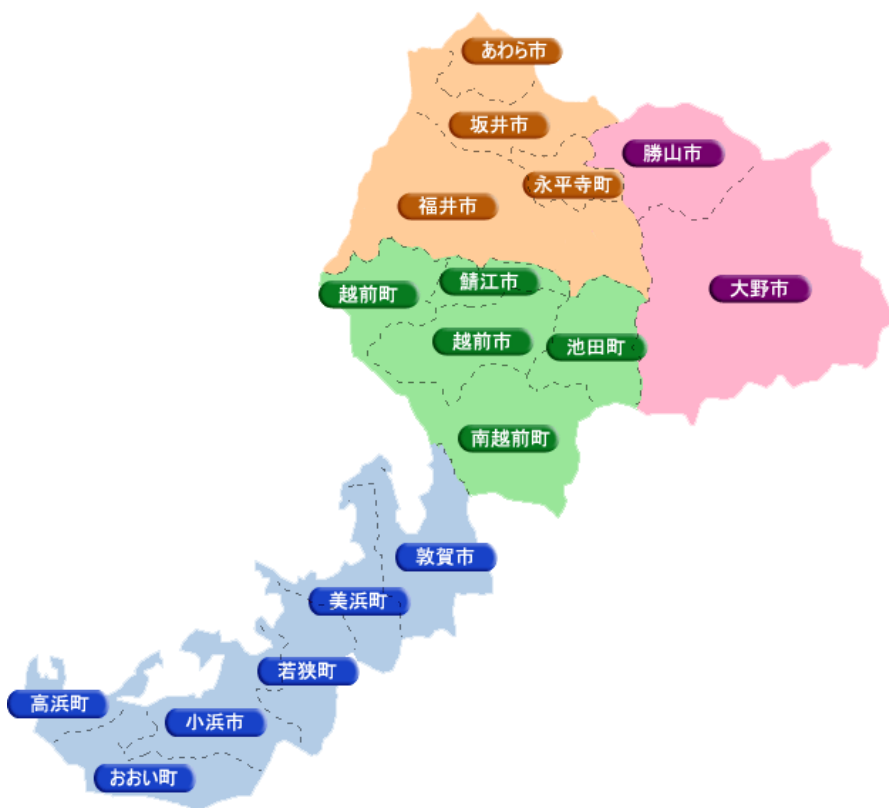 あわら市
坂井市
勝山市
永平寺町
福井市
鯖江市
越前町
大野市
越前市
池田町
南越前町
敦賀市
美浜町
若狭町
高浜町
小浜市
おおい町